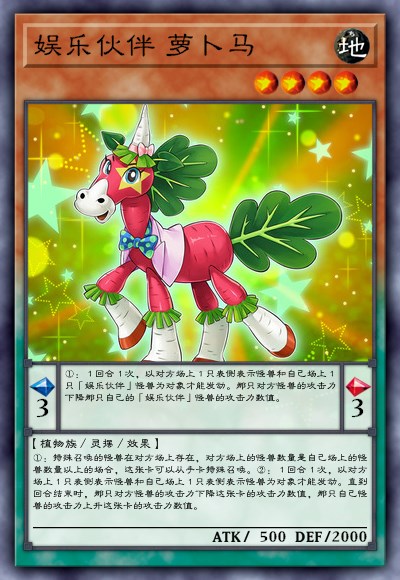 娱乐伙伴 萝卜马
地
①：1回合1次，以对方场上1只表侧表示怪兽和自己场上1
只「娱乐伙伴」怪兽为对象才能发动。那只对方怪兽的攻击力
下降那只自己的「娱乐伙伴」怪兽的攻击力数值。
3
3
【植物族／灵摆／效果】
①：特殊召唤的怪兽在对方场上存在，对方场上的怪兽数量是自己场上的怪
兽数量以上的场合，这张卡可以从手卡特殊召唤。②：1回合1次，以对方场
上1只表侧表示怪兽和自己场上1只表侧表示怪兽为对象才能发动。直到
回合结束时，那只对方怪兽的攻击力下降这张卡的攻击力数值，那只自己怪
兽的攻击力上升这张卡的攻击力数值。
ATK/ 500 DEF/2000